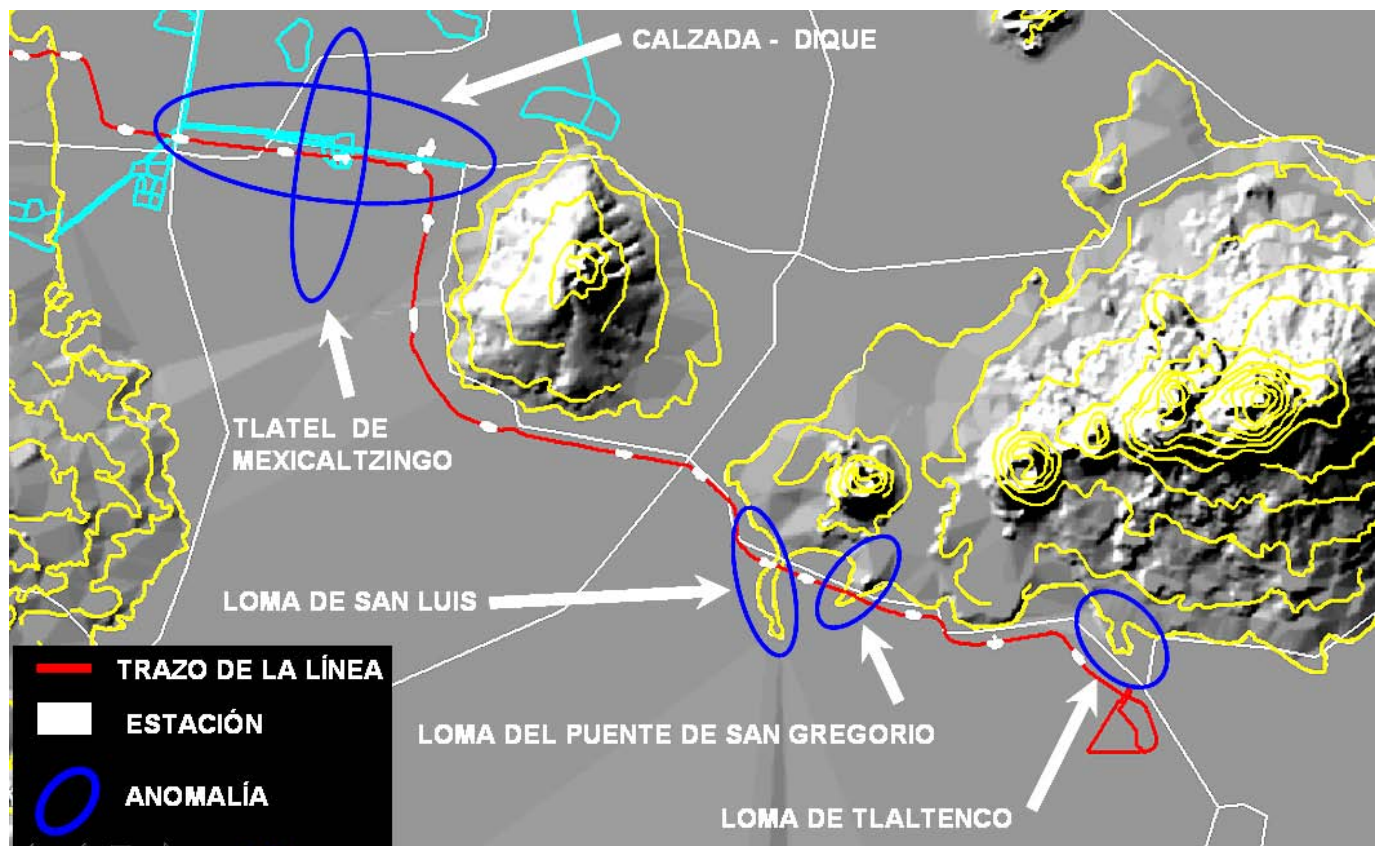 CALZADA - DIQUE
TLATEL DE
MEXICALTZINGO
LOMA DE SAN LUIS
LOMA DEL PUENTE DE SAN GREGORIO
LOMA DE TLALTENCO
TRAZO DE LA LÍNEA
ESTACIÓN
ANOMALÍA